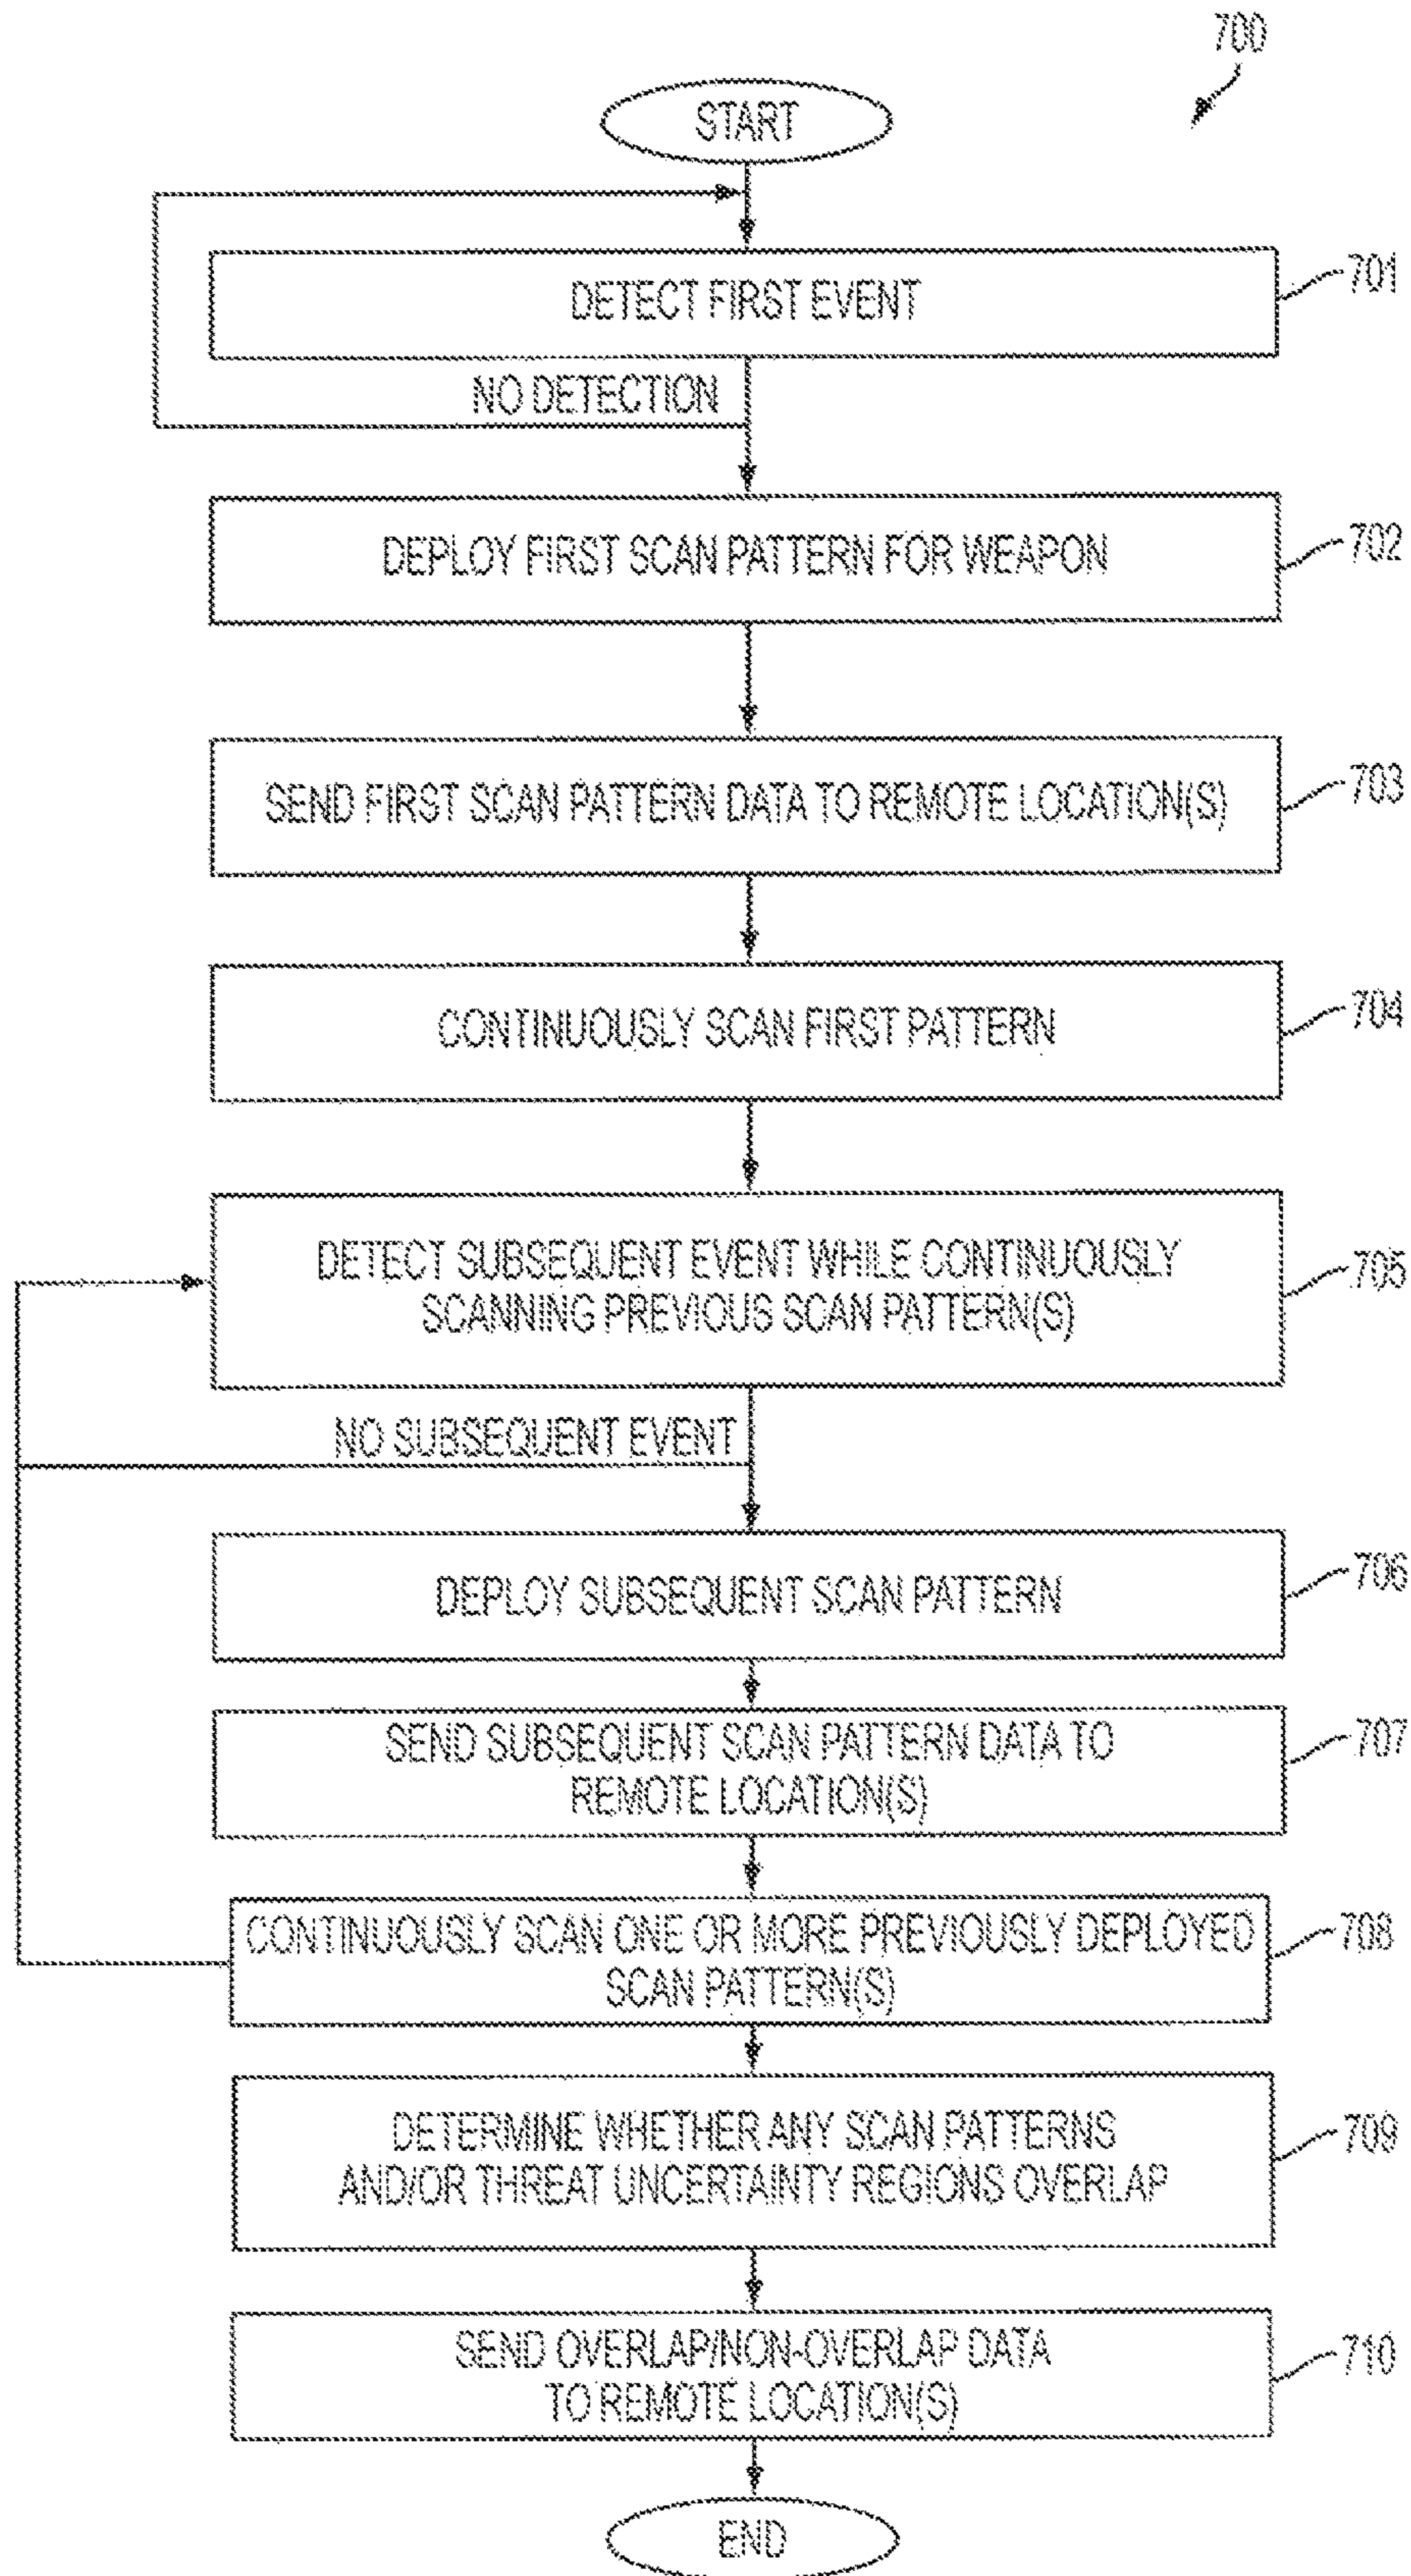 700
START
DETECT FIRST EVENT
701
NO DETECTION
DEPLOY FIRST SCAN PATTERN FOR WEAPON
702
SEND FIRST SCAN PATTERN DATA TO REMOTE LOCATION(S)
703
CONTINUOUSLY SCAN FIRST PATTERN
704
DETECT SUBSEQUENT EVENT WHILE CONTINUOUSLY
SCANNING PREVIOUS SCAN PATTERN(S)
705
NO SUBSEQUENT EVENT
DEPLOY SUBSEQUENT SCAN PATTERN
706
SEND SUBSEQUENT SCAN PATTERN DATA TO
REMOTE LOCATION(S)
707
CONTINUOUSLY SCAN ONE OR MORE PREVIOUSLY DEPLOYED
SCAN PATTERN(S)
708
DETERMINE WHETHER ANY SCAN PATTERNS
AND/OR THREAT UNCERTAINTY REGIONS OVERLAP
709
SEND OVERLAP/NON-OVERLAP DATA
TO REMOTE LOCATION(S)
710
END